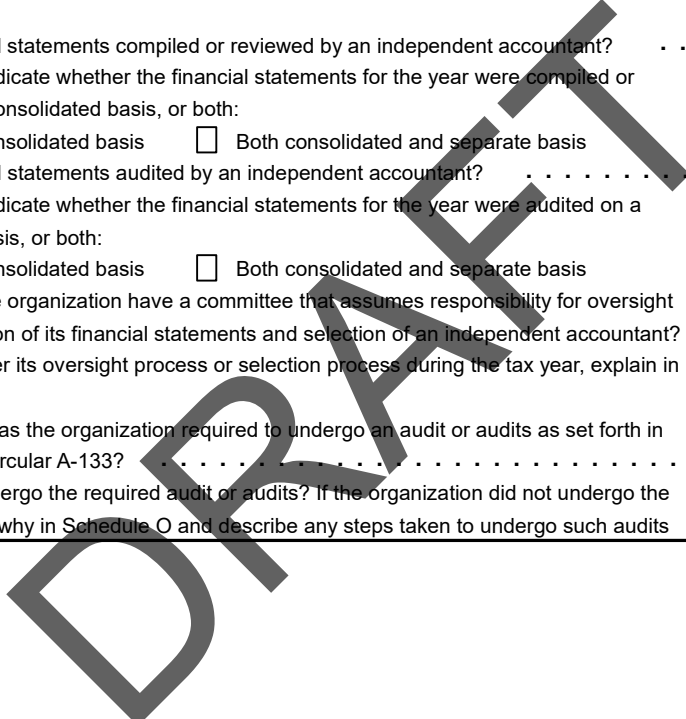 l statements compiled or reviewed by an independent accountant? . .
dicate whether the financial statements for the year were compiled or
onsolidated basis, or both:
nsolidated basis Both consolidated and separate basis
l statements audited by an independent accountant? . . . . . . . . .
dicate whether the financial statements for the year were audited on a
sis, or both:
nsolidated basis Both consolidated and separate basis
e organization have a committee that assumes responsibility for oversight
on of its financial statements and selection of an independent accountant?
er its oversight process or selection process during the tax year, explain in
as the organization required to undergo an audit or audits as set forth in
rcular A-133? . . . . . . . . . . . . . . . . . . . . . . . . . . .
ergo the required audit or audits? If the organization did not undergo the
why in Schedule O and describe any steps taken to undergo such audits
DRAFT